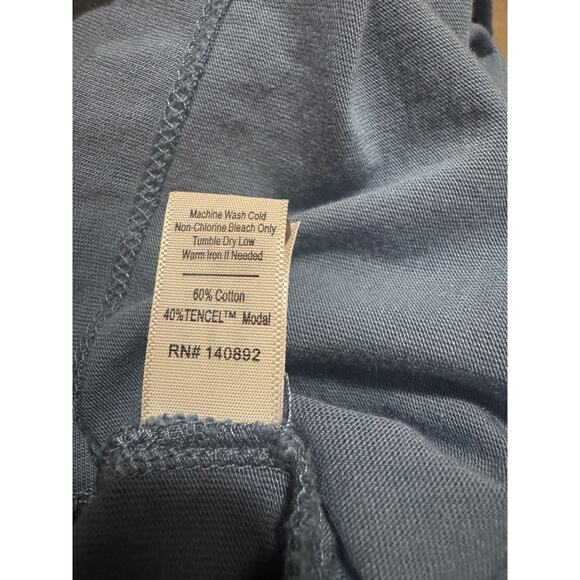 Machine Wash Cold
Non-Chlorine Bleach Only
Tumble Dry Low
Warm Iron If Needed
60% Cotton
40%TENCEL™ Modal
RN# 140892